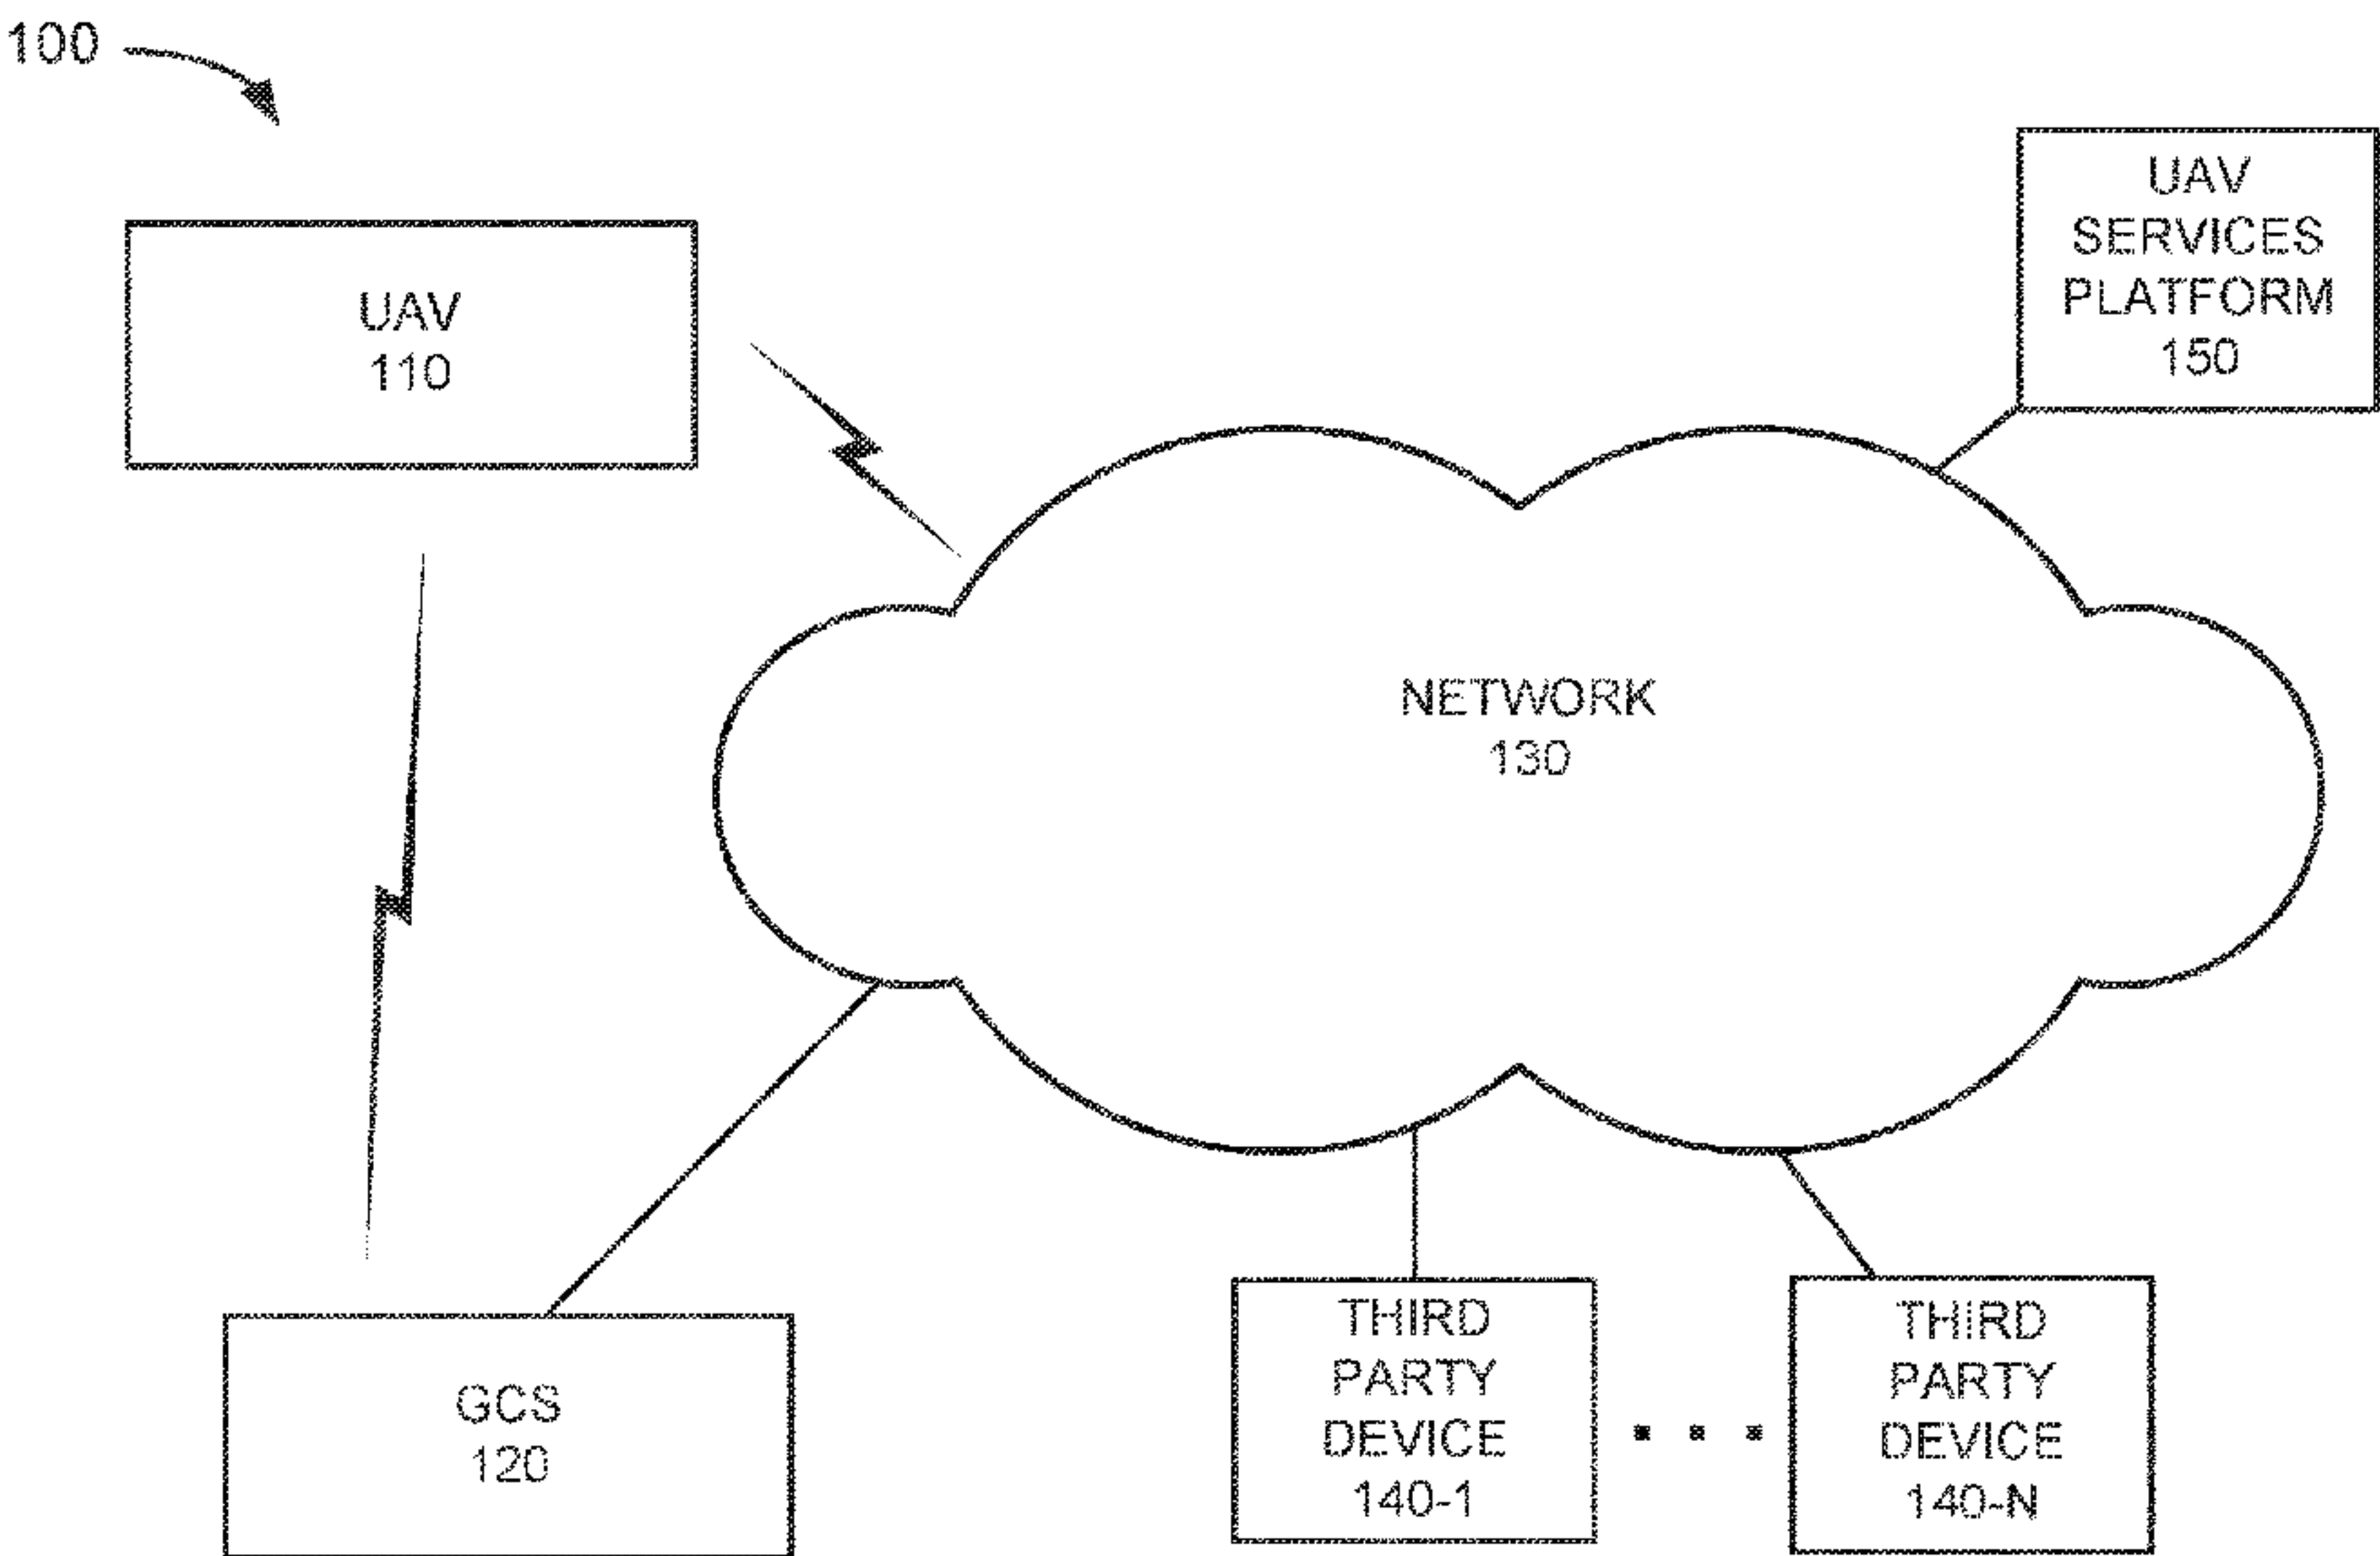 100
UAV
110
UAV
SERVICES
PLATFORM
150
NETWORK
130
GCS
120
THIRD
PARTY
DEVICE
140-1
THIRD
PARTY
DEVICE
140-N